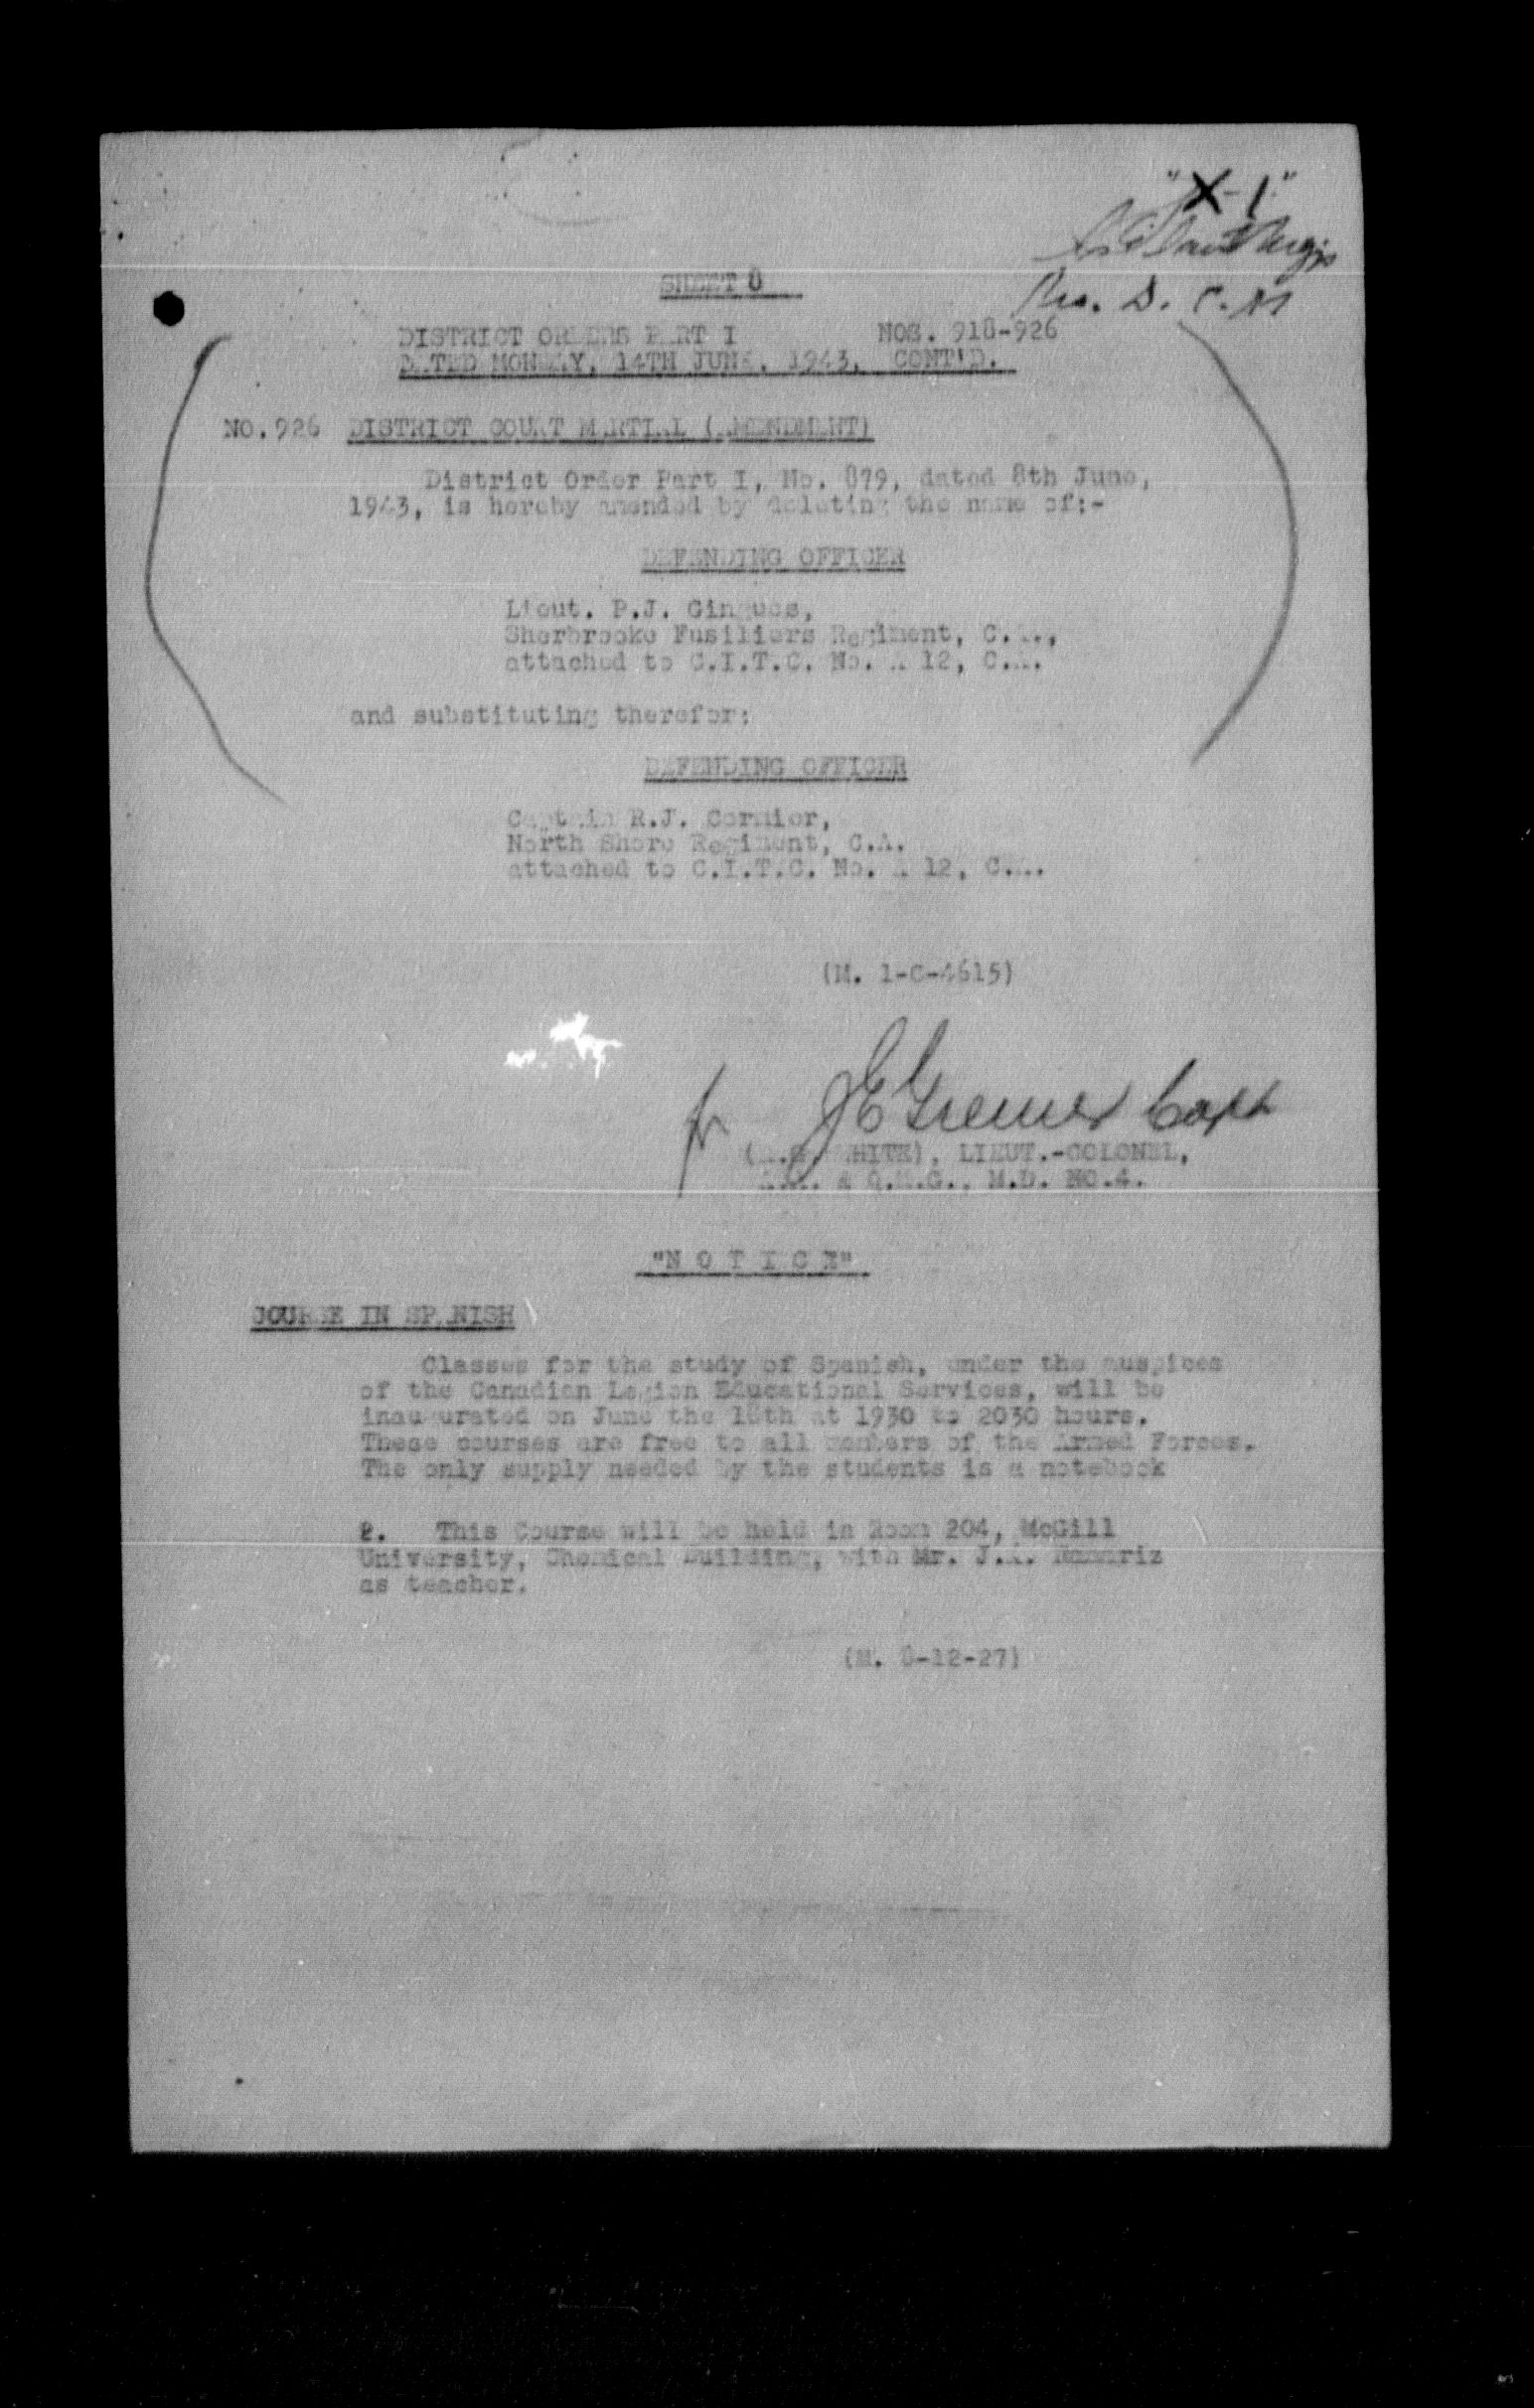 "X-1"
SHEET 8
Pres. D. C. M
DISTRICT ORDERS PART I NOS. 918-926
DATED MONDAY, 14TH JUNE, 1943, CONT'D.
NO. 926 DISTRICT COURT MARTIAL (AMENDMENT)
District Order Part I, No. 879, dated 8th June,
1943, is hereby amended by deleting the name of:-
DEFENDING OFFICER
Lieut. P.J. Gingues,
Sherbrooke Fusiliers Regiment, C.A.,
attached to C.I.T.C. No. A 12, C.A.
and substituting therefor:
DEFENDING OFFICER
Captain R.J. Cormier,
North Shore Regiment, C.A.
attached to C.I.T.C. No. A 12, C.A.
(M. 1-C-4615)
for Capt
WHITE), LIEUT.-COLONEL,
A.A. & Q.M.G., M.D. NO.4.
"N O T I C E"
COURSE IN SPANISH
Classes for the study of Spanish, under the auspices
of the Canadian Legion Educational Services, will be
inaugurated on June the 18th at 1930 to 2030 hours.
These courses are free to all members of the Armed Forces.
The only supply needed by the students is a notebook
2. This Course will be held in Room 204, McGill
University, Chemical Building, with Mr. J.A.
as teacher.
(M. 8-12-27)